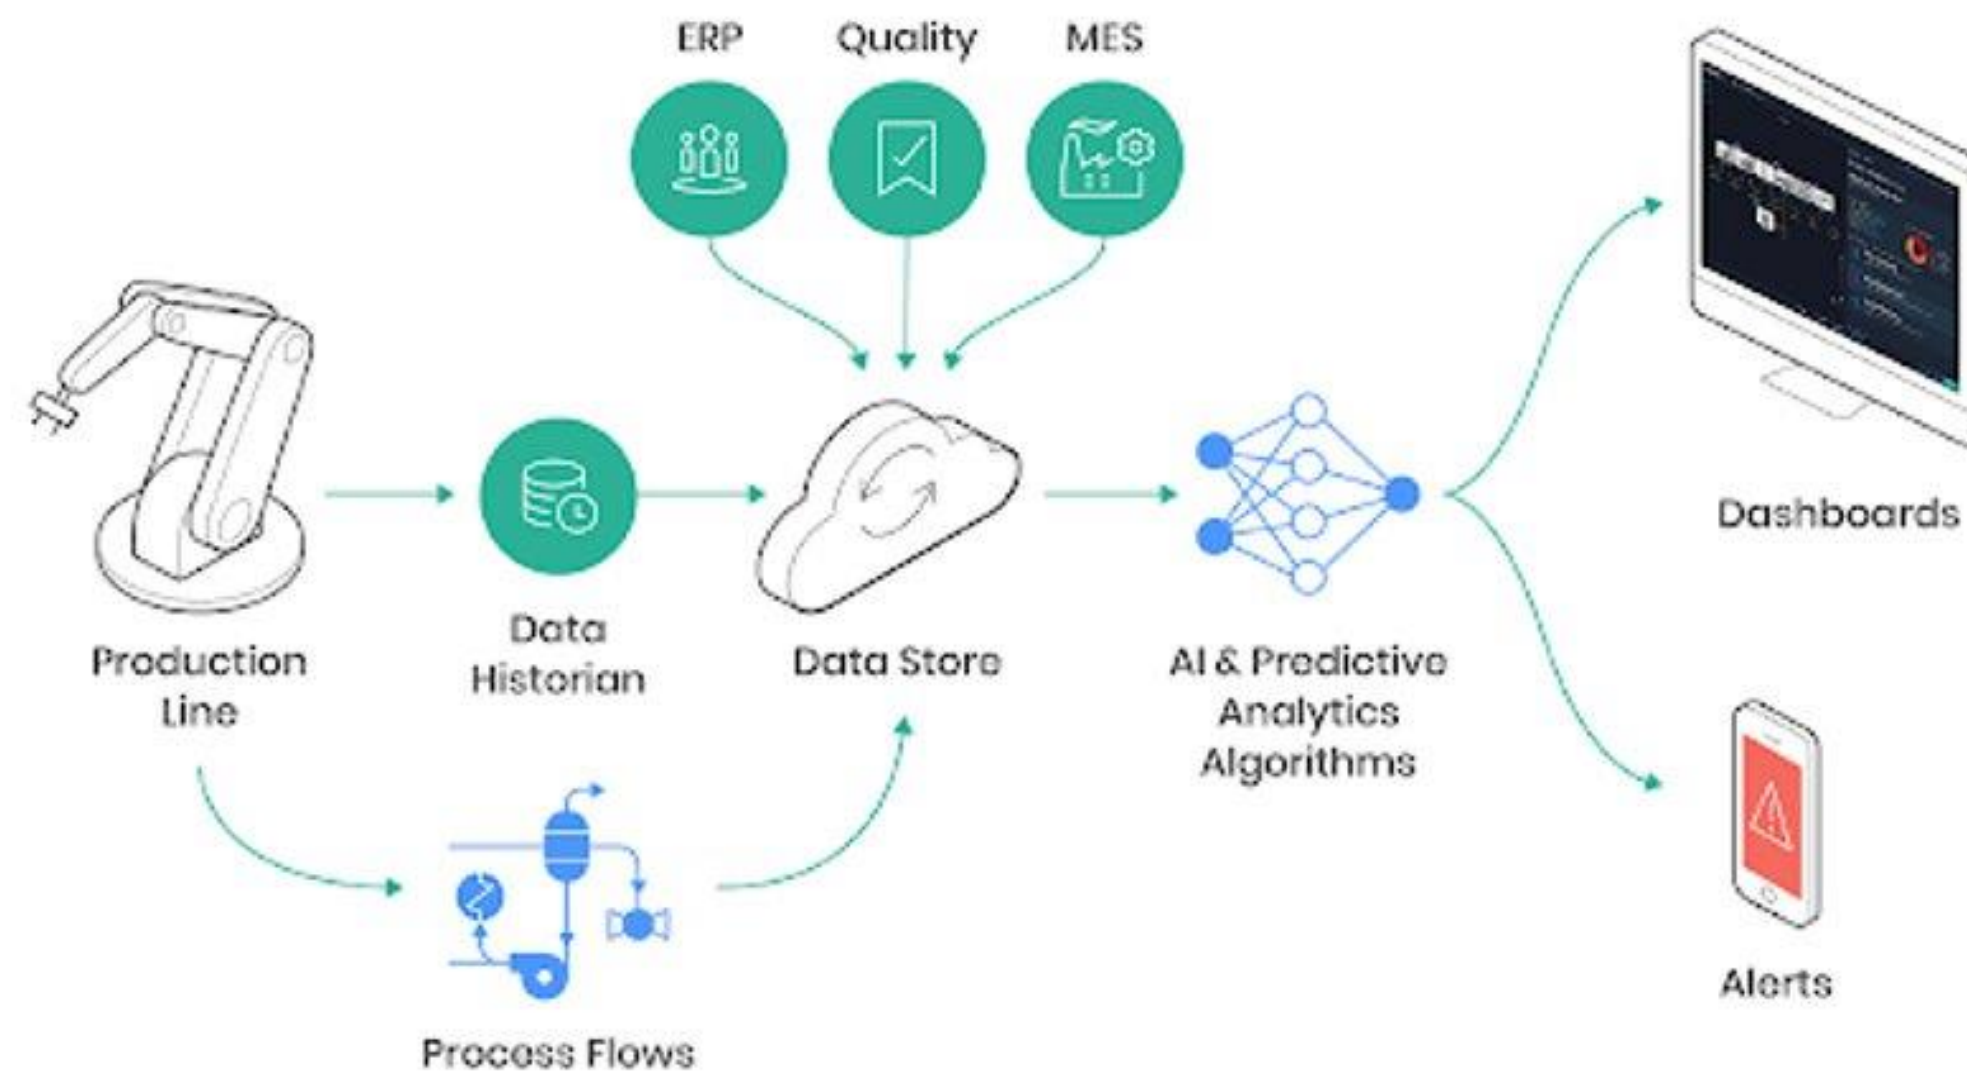 ERP
Quality
MES
Production
Line
Data
Historian
Data Store
AI & Predictive
Analytics
Algorithms
Dashboards
Alerts
Process Flows